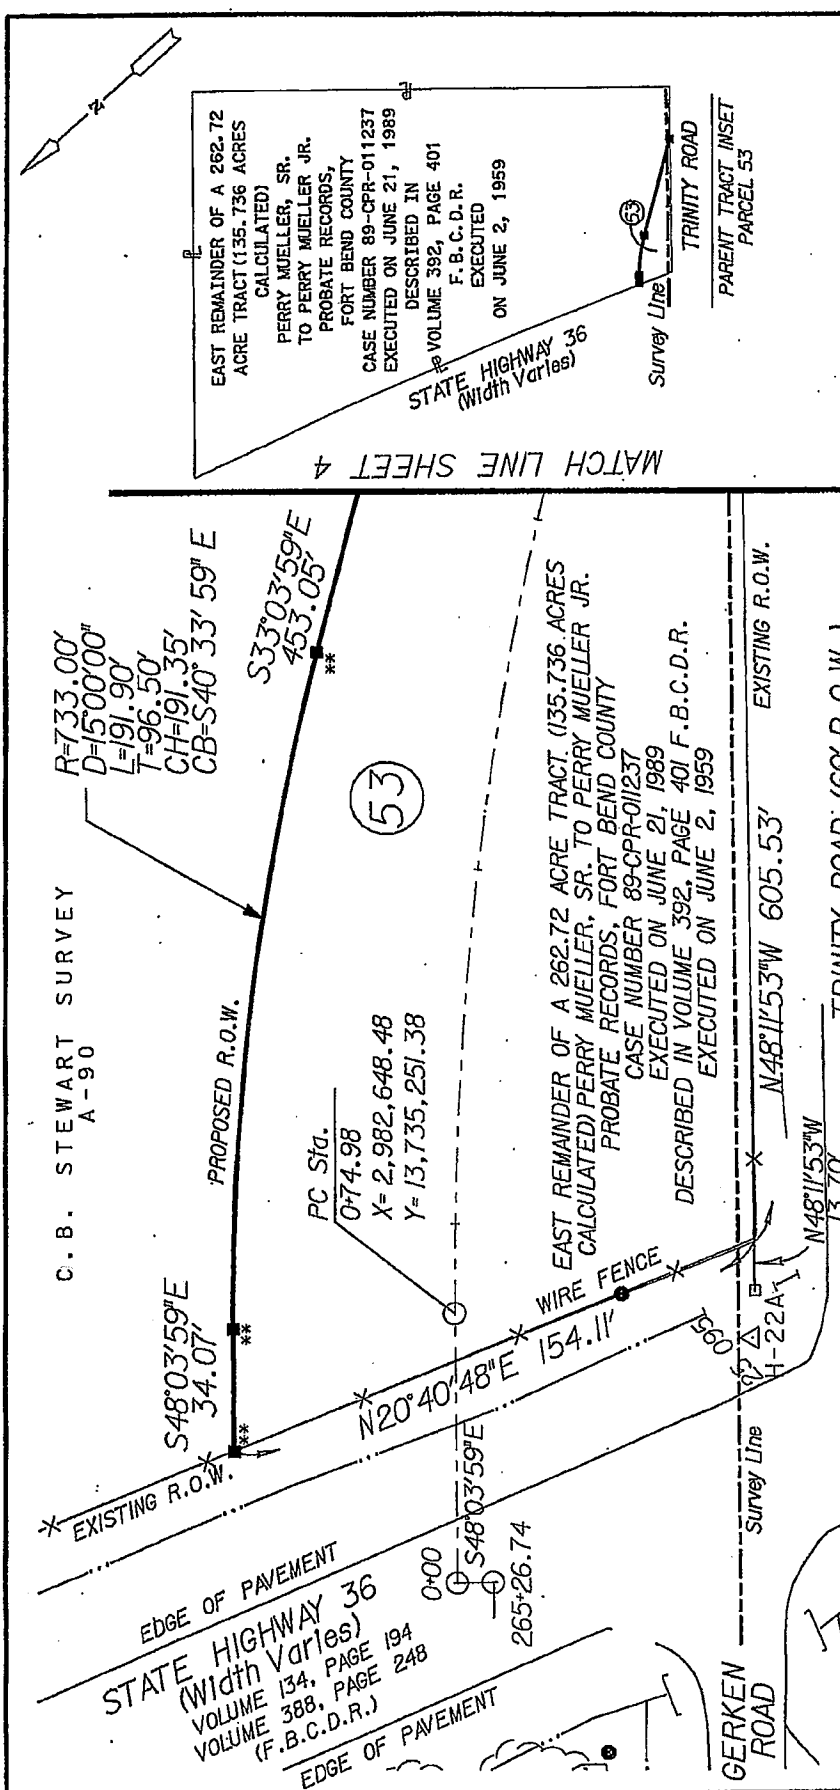 N
EAST REMAINDER OF A 262.72
ACRE TRACT (135.736 ACRES
CALCULATED)
PERRY MUELLER, SR.
TO PERRY MUELLER JR.
PROBATE RECORDS,
FORT BEND COUNTY
CASE NUMBER 89-CPR-011237
EXECUTED ON JUNE 21, 1989
DESCRIBED IN
VOLUME 392, PAGE 401
F.B.C.D.R.
EXECUTED
ON JUNE 2, 1959
53
STATE HIGHWAY 36
(Width Varies)
Survey Line
TRINITY ROAD
PARENT TRACT INSET
PARCEL 53
MATCH LINE SHEET 4
C.B. STEWART SURVEY
A-90
R=733.00'
D=15°00'00"
L=191.90'
T=96.50'
CH=191.35'
CB=S40° 33' 59" E
S33°03'59"E
453.05'
**
PROPOSED R.O.W.
53
S48°03'59"E
34.07'
**
**
PC Sta.
0+74.98
X= 2,982,648.48
Y= 13,735,251.38
EAST REMAINDER OF A 262.72 ACRE TRACT (135.736 ACRES
CALCULATED) PERRY MUELLER, SR. TO PERRY MUELLER JR.
PROBATE RECORDS, FORT BEND COUNTY
CASE NUMBER 89-CPR-011237
EXECUTED ON JUNE 21, 1989
DESCRIBED IN VOLUME 392, PAGE 401 F.B.C.D.R.
EXECUTED ON JUNE 2, 1959
WIRE FENCE
N20°40'48"E 154.11'
EXISTING R.O.W.
EDGE OF PAVEMENT
STATE HIGHWAY 36
(Width Varies)
VOLUME 134, PAGE 194
VOLUME 388, PAGE 248
(F.B.C.D.R.)
EDGE OF PAVEMENT
0+00
S48°03'59"E
265+26.74
EXISTING R.O.W.
N48°11'53"W 605.53'
N48°11'53"W
13.70'
H-22A
Survey Line
GERKEN
ROAD
TRINITY ROAD (60' R.O.W.)